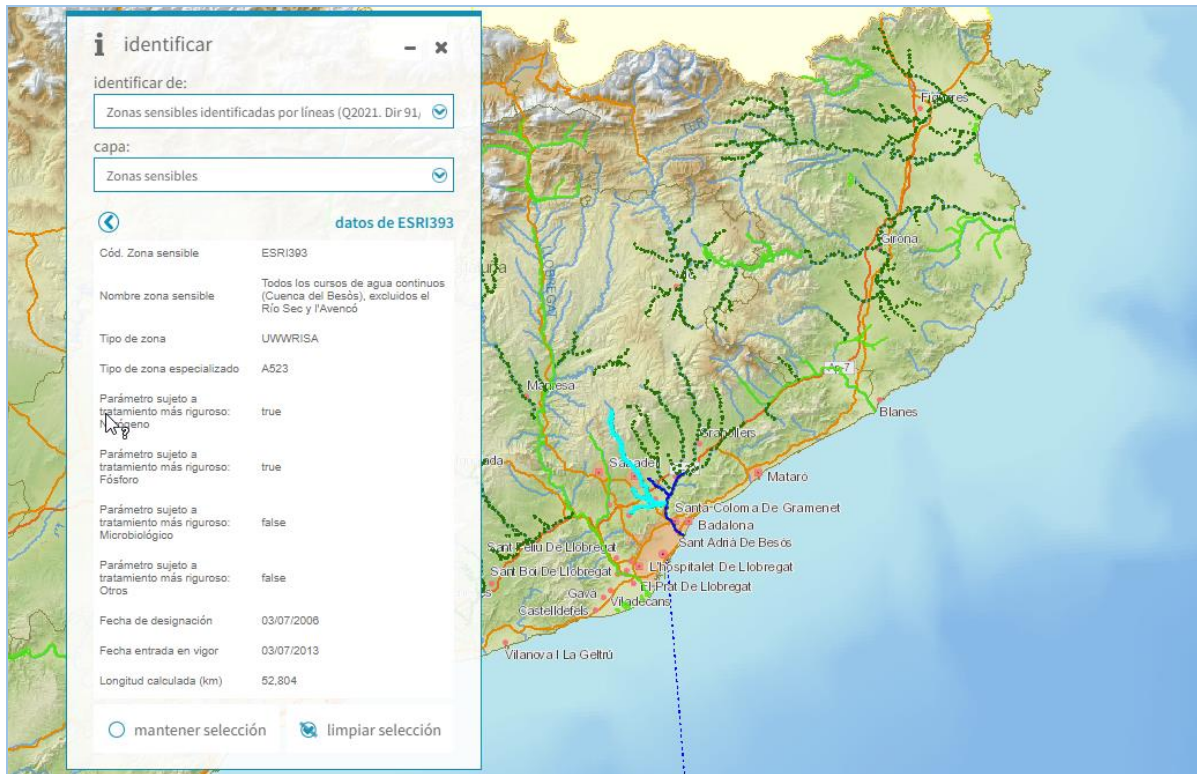 i identificar
identificar de:
Zonas sensibles identificadas por líneas (Q2021. Dir 91,
capa:
Zonas sensibles
datos de ESRI393
Cód. Zona sensible ESRI393
Nombre zona sensible Todos los cursos de agua continuos
(Cuenca del Besòs), excluidos el
Río Sec y l'Avencó
Tipo de zona UWWRISA
Tipo de zona especializado A523
Parámetro sujeto a
tratamiento más riguroso: true
Parámetro sujeto a
tratamiento más riguroso: true
Fósforo
Parámetro sujeto a
tratamiento más riguroso: false
Microbiológico
Parámetro sujeto a
tratamiento más riguroso: false
Otros
Fecha de designación 03/07/2006
Fecha entrada en vigor 03/07/2013
Longitud calculada (km) 52,804
mantener selección
limpiar selección
Figueres
Girona
Ap-7
Manresa
Blanes
Granollers
Sabadell
Mataró
Santa Coloma De Gramenet
Badalona
Sant Adrià De Besòs
Sant Feliu De Llobregat
L'hospitalet De Llobregat
Sant Boi De Llobregat
El Prat De Llobregat
Gavà
Viladecans
Castelldefels
Vilanova I La Geltrú